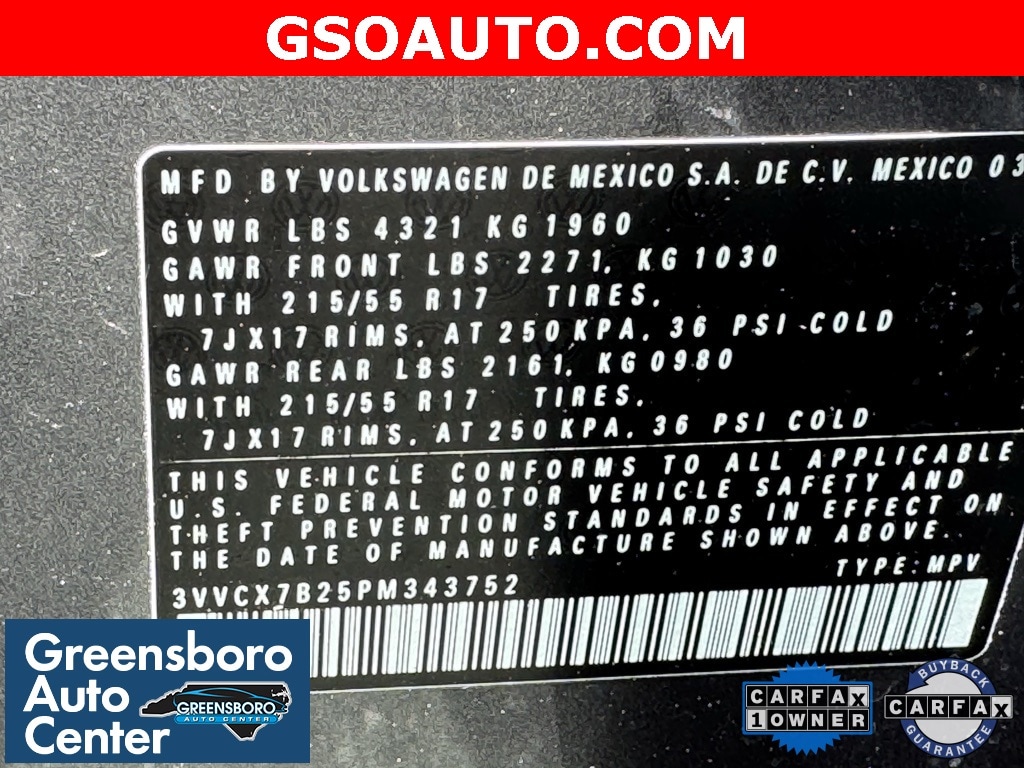 GSOAUTO.COM
MFD BY VOLKSWAGEN DE MEXICO S.A. DE C.V. MEXICO 03
GVWR LBS 4321 KG 1960
GAWR FRONT LBS 2271, KG1030
WITH 215/55 R17 TIRES,
7JX17 RIMS, AT 250 KPA, 36 PSI COLD
GAWR REAR LBS 2161, KG0980
WITH 215/55 R17 TIRES,
7JX17 RIMS, AT 250 KPA, 36 PSI COLD
THIS VEHICLE CONFORMS TO ALL APPLICABLE
U.S. FEDERAL MOTOR VEHICLE SAFETY AND
THEFT PREVENTION STANDARDS IN EFFECT ON
THE DATE OF MANUFACTURE SHOWN ABOVE.
TYPE: MPV
3VVCX7B25PM343752
Greensboro
Auto
Center
GREENSBORO
AUTO CENTER
CARFAX
1 OWNER
BUYBACK
CARFAX
GUARANTEE